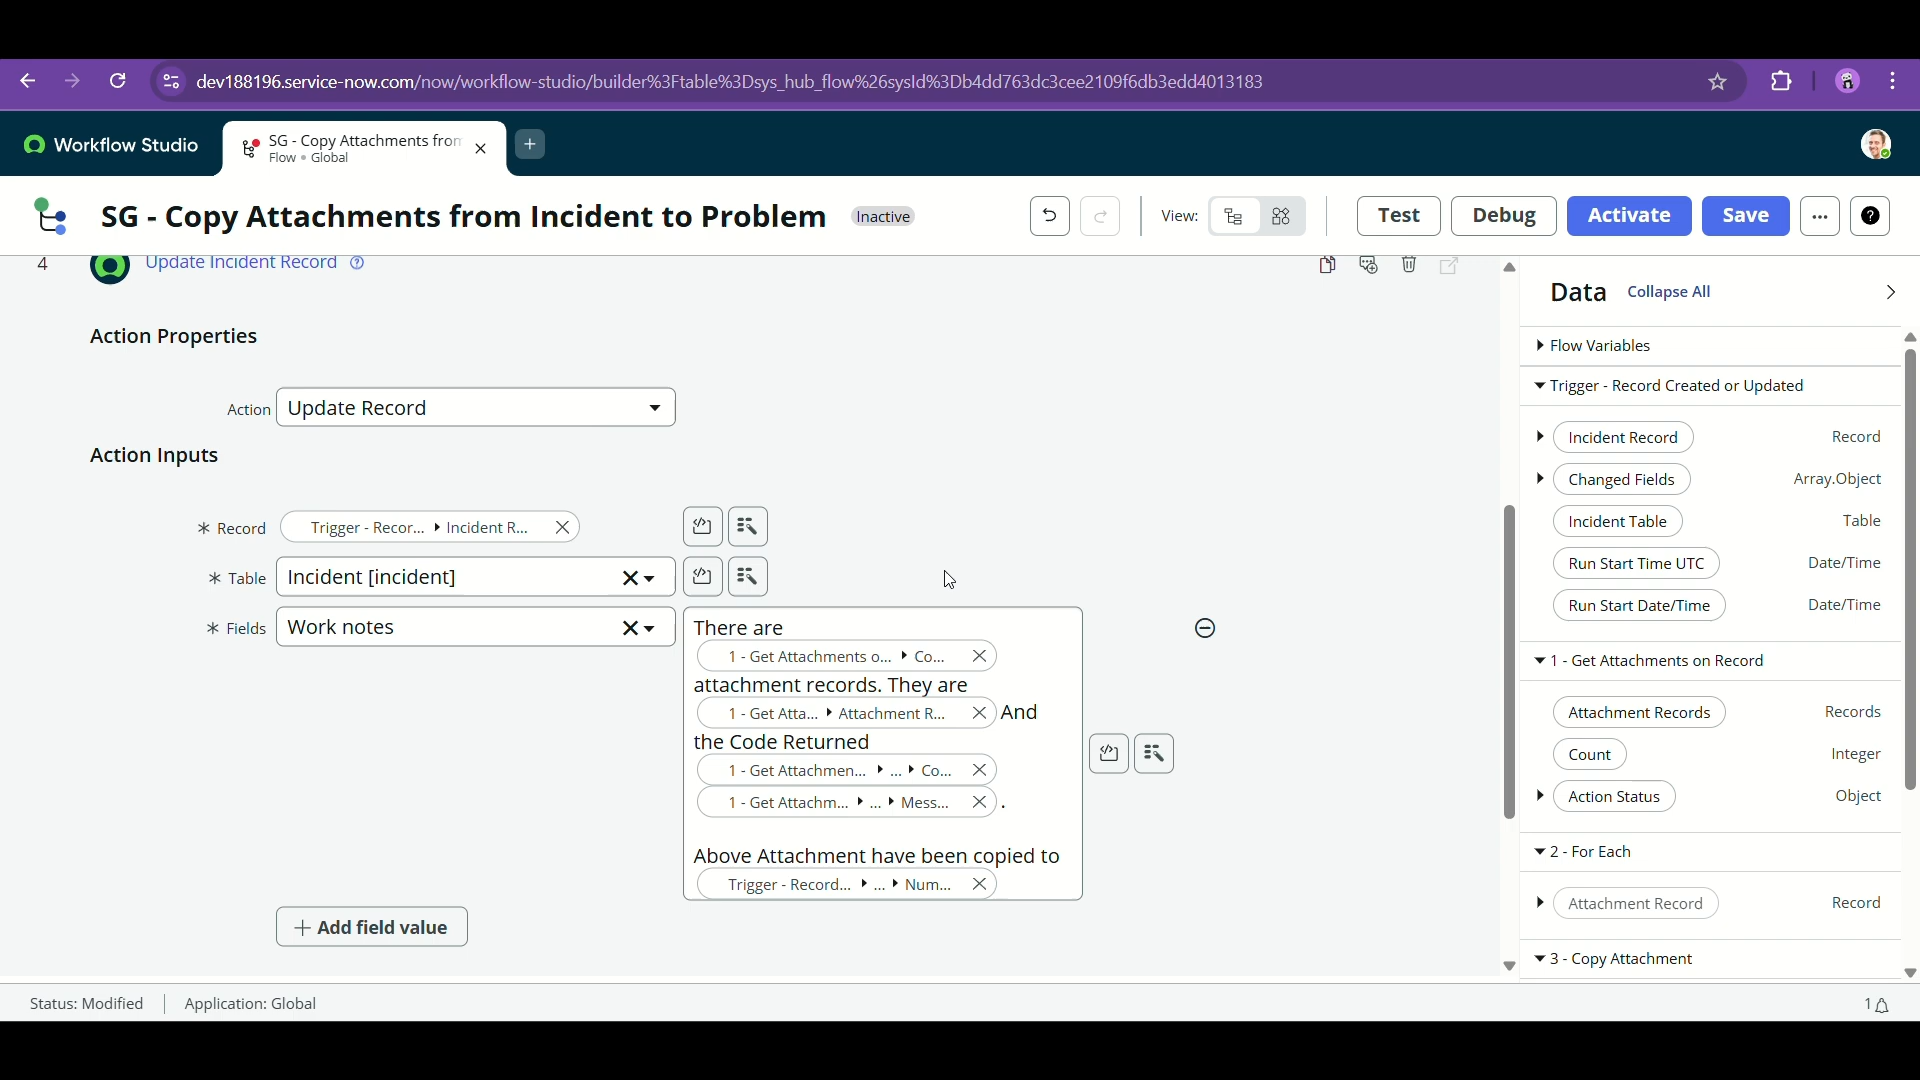 dev188196.service-now.com/now/workflow-studio/builder%3Ftable%3Dsys_hub_flow%26sysId%3Db4dd763dc3cee2109f6db3edd4013183
Workflow Studio
SG - Copy Attachments from
Flow • Global
SG - Copy Attachments from Incident to Problem
Inactive
View:
Test
Debug
Activate
Save
4
Update Incident Record
Action Properties
Action
Update Record
Action Inputs
* Record
Trigger - Recor... ▸ Incident R...
* Table
Incident [incident]
* Fields
Work notes
There are
1 - Get Attachments o... ▸ Co...
attachment records. They are
1 - Get Atta... ▸ Attachment R... And
the Code Returned
1 - Get Attachmen... ▸ ... ▸ Co...
1 - Get Attachm... ▸ ... ▸ Mess... .
Above Attachment have been copied to
Trigger - Record... ▸ ... ▸ Num...
+ Add field value
Data
Collapse All
Flow Variables
Trigger - Record Created or Updated
Incident Record Record
Changed Fields Array.Object
Incident Table Table
Run Start Time UTC Date/Time
Run Start Date/Time Date/Time
1 - Get Attachments on Record
Attachment Records Records
Count Integer
Action Status Object
2 - For Each
Attachment Record Record
3 - Copy Attachment
Status: Modified
Application: Global
1